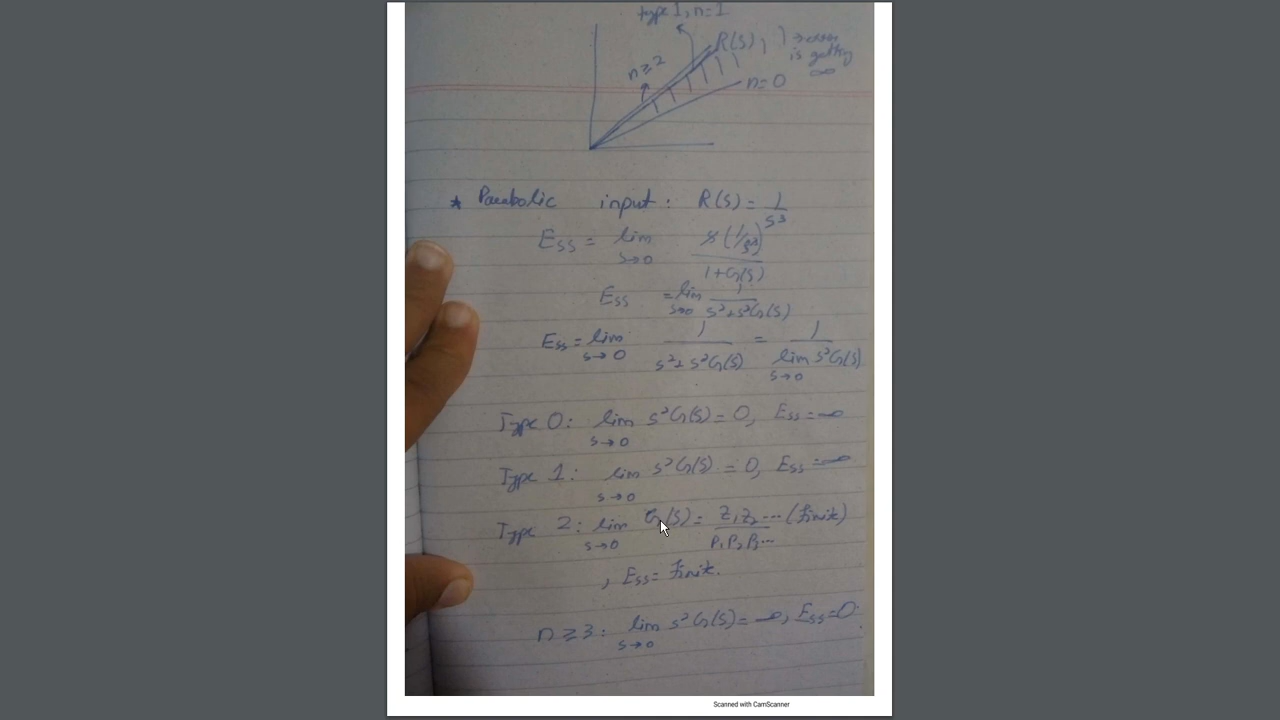 type 1, n=1
R(S)
→ error
is getting
∞
n≥2
n=0
* Parabolic input: R(S) = 1/S³
Ess = lim S→0 S(1/S³) / 1+G(S)
Ess = lim S→0 1 / S²+S²G(S)
Ess = lim S→0 1 / S²+S²G(S) = 1 / lim S→0 S²G(S)
Type 0: lim S→0 S²G(S) = 0, Ess = ∞
Type 1: lim S→0 S²G(S) = 0, Ess = ∞
Type 2: lim S→0 G(S) = Z₁Z₂... / P₁P₂P₃... (finite)
, Ess = finite.
n≥3: lim S→0 S²G(S) = ∞, Ess=0.
Scanned with CamScanner